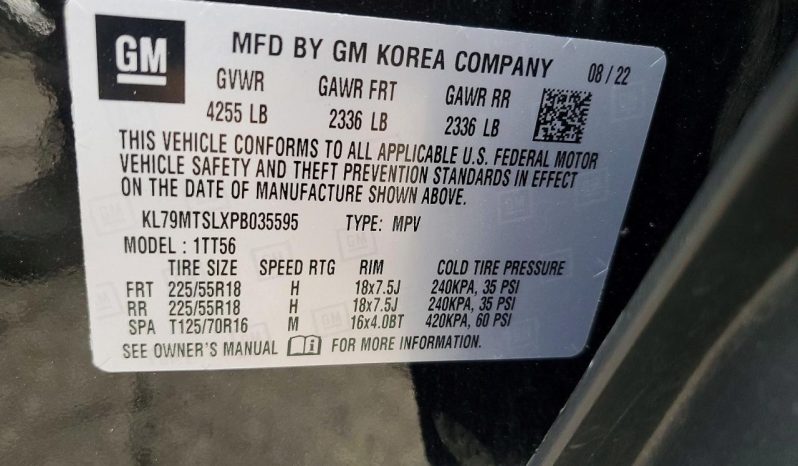 GM MFD BY GM KOREA COMPANY 08 / 22
GVWR GAWR FRT GAWR RR
4255 LB 2336 LB 2336 LB
THIS VEHICLE CONFORMS TO ALL APPLICABLE U.S. FEDERAL MOTOR
VEHICLE SAFETY AND THEFT PREVENTION STANDARDS IN EFFECT
ON THE DATE OF MANUFACTURE SHOWN ABOVE.
KL79MTSLXPB035595 TYPE: MPV
MODEL : 1TT56
TIRE SIZE SPEED RTG RIM COLD TIRE PRESSURE
FRT 225/55R18 H 18x7.5J 240KPA, 35 PSI
RR 225/55R18 H 18x7.5J 240KPA, 35 PSI
SPA T125/70R16 M 16x4.0BT 420KPA, 60 PSI
SEE OWNER'S MANUAL i FOR MORE INFORMATION.